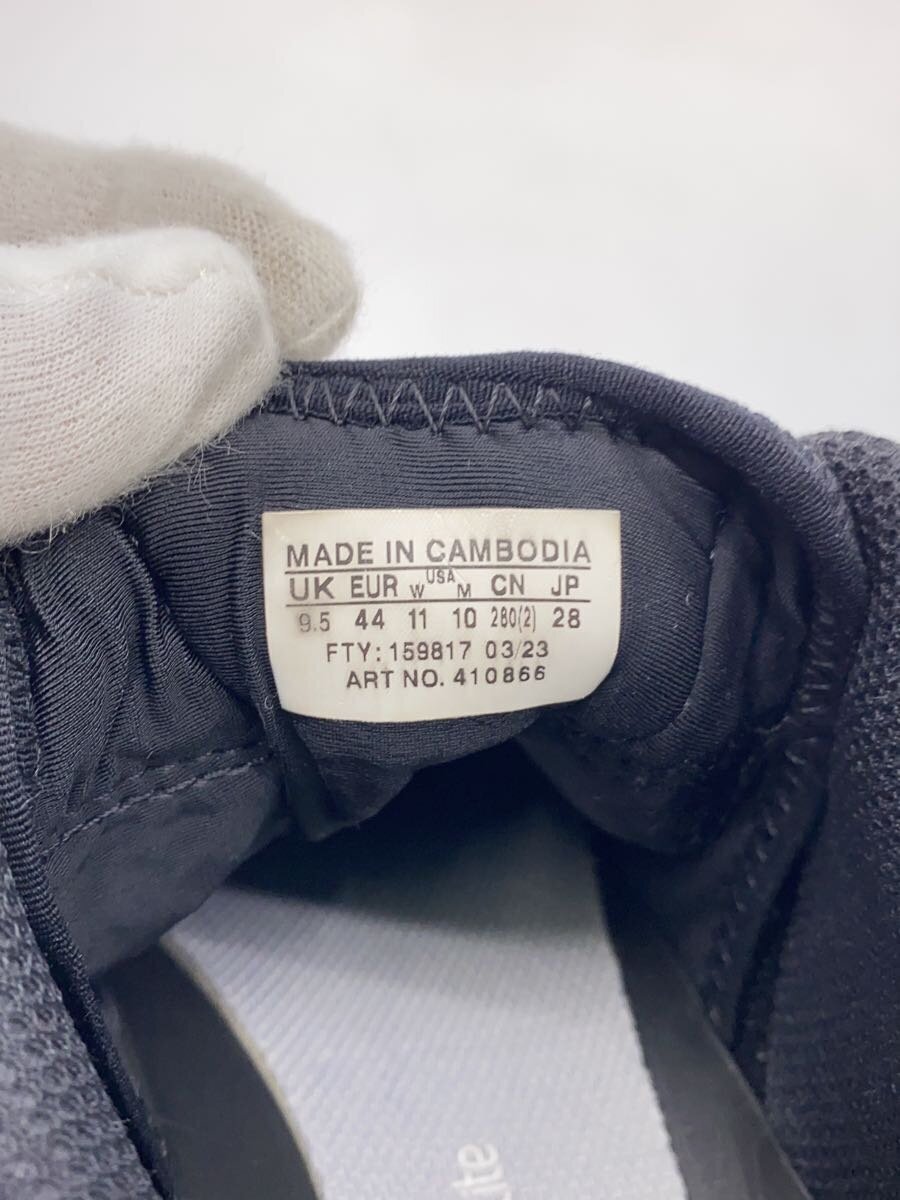 MADE IN CAMBODIA
UK EUR W USA M CN JP
9.5 44 11 10 280(2) 28
FTY: 159817 03/23
ART NO. 410866